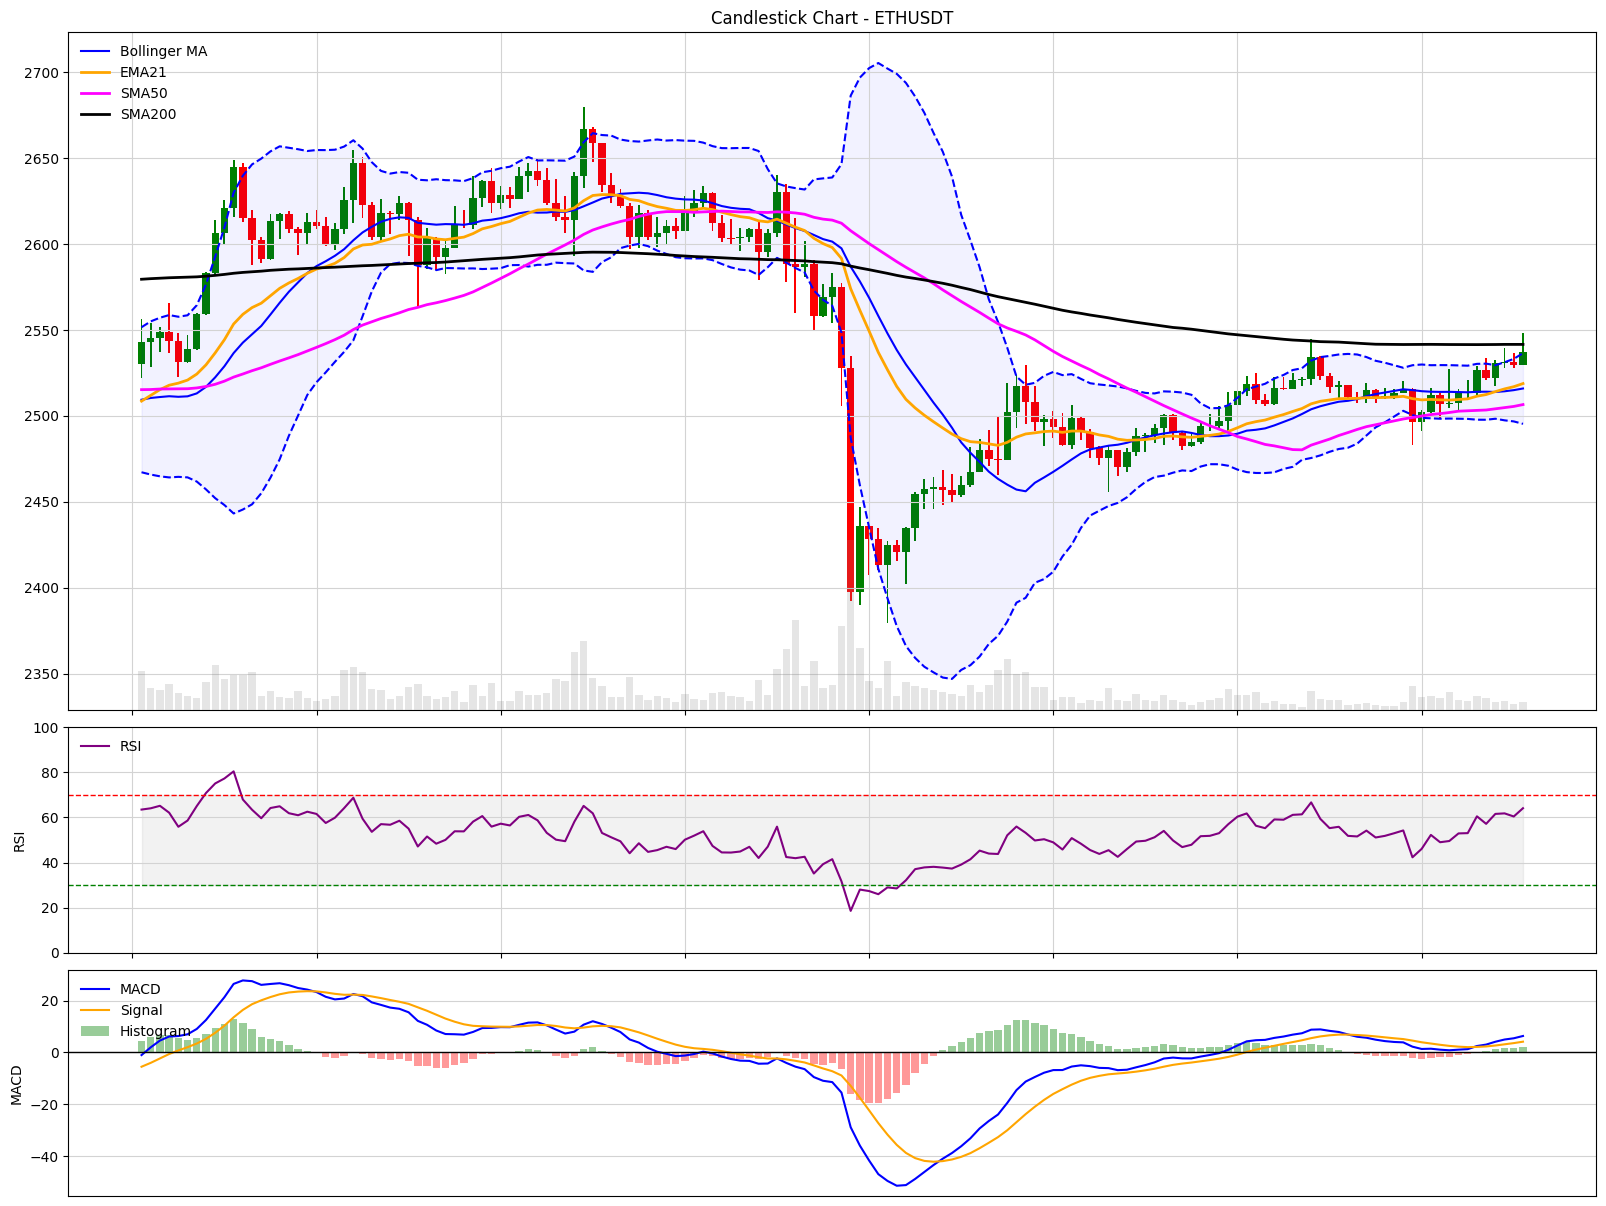 Candlestick Chart - ETHUSDT
Bollinger MA
EMA21
SMA50
SMA200
2700
2650
2600
2550
2500
2450
2400
2350
RSI
100
80
60
40
20
0
RSI
MACD
Signal
Histogram
20
0
−20
−40
MACD